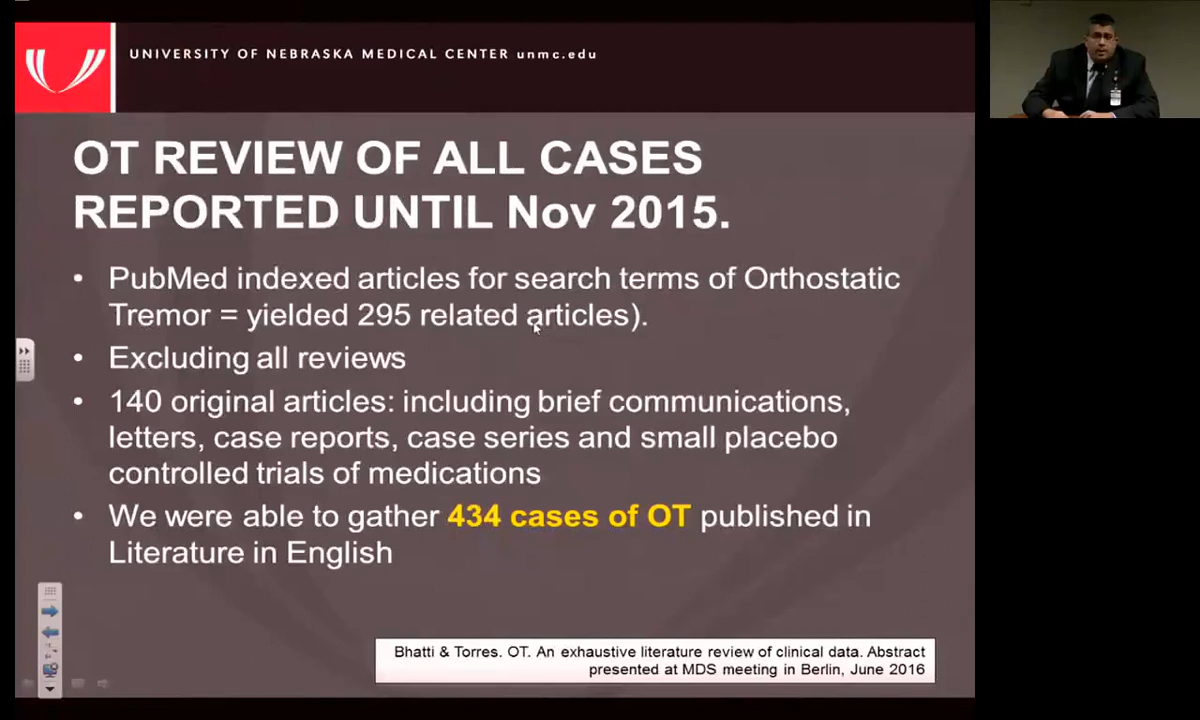 UNIVERSITY OF NEBRASKA MEDICAL CENTER unmc.edu
OT REVIEW OF ALL CASES
REPORTED UNTIL Nov 2015.
• PubMed indexed articles for search terms of Orthostatic
Tremor = yielded 295 related articles).
• Excluding all reviews
• 140 original articles: including brief communications,
letters, case reports, case series and small placebo
controlled trials of medications
• We were able to gather 434 cases of OT published in
Literature in English
Bhatti & Torres. OT. An exhaustive literature review of clinical data. Abstract
presented at MDS meeting in Berlin, June 2016